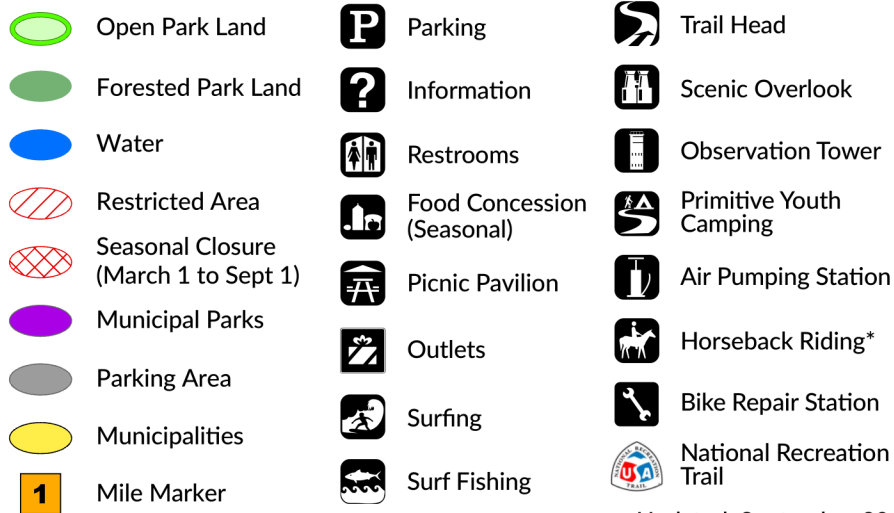 Open Park Land
Forested Park Land
Water
Restricted Area
Seasonal Closure
(March 1 to Sept 1)
Municipal Parks
Parking Area
Municipalities
1
Mile Marker
P
Parking
?
Information
Restrooms
Food Concession
(Seasonal)
Picnic Pavilion
Outlets
Surfing
Surf Fishing
Trail Head
Scenic Overlook
Observation Tower
Primitive Youth
Camping
Air Pumping Station
Horseback Riding*
Bike Repair Station
NATIONAL RECREATION
USA
TRAIL
National Recreation
Trail